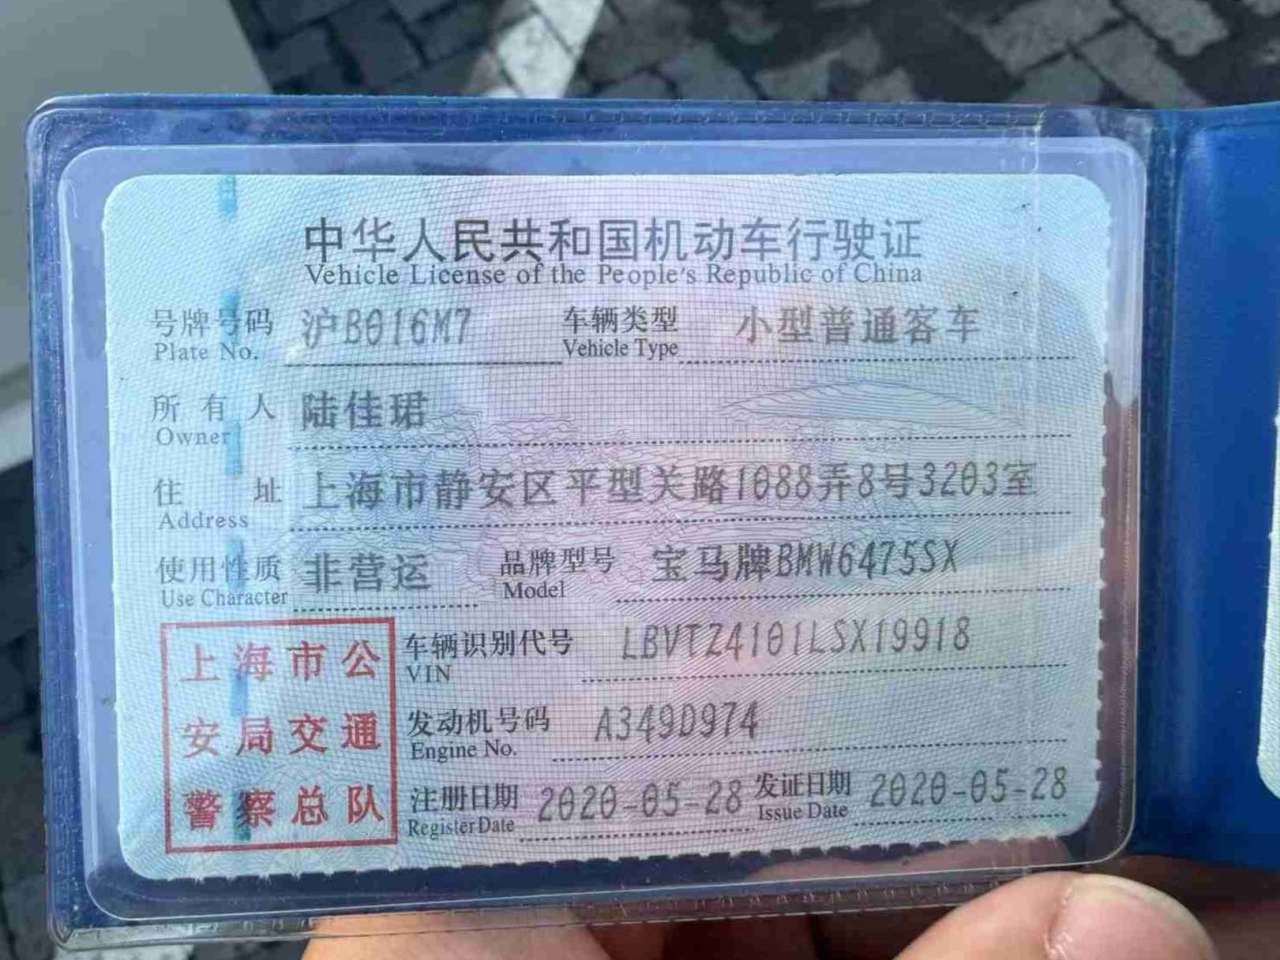 中华人民共和国机动车行驶证
Vehicle License of the People's Republic of China
号牌号码 沪B016M7 车辆类型 小型普通客车
Plate No. Vehicle Type
所有人 陆佳珺
Owner
住址 上海市静安区平型关路1088弄8号3203室
Address
使用性质 非营运 品牌型号 宝马牌BMW6475SX
Use Character Model
上海市公 车辆识别代号 LBVTZ4101LSX19918
VIN
安局交通 发动机号码 A349D974
Engine No.
警察总队 注册日期 2020-05-28 发证日期 2020-05-28
Register Date Issue Date